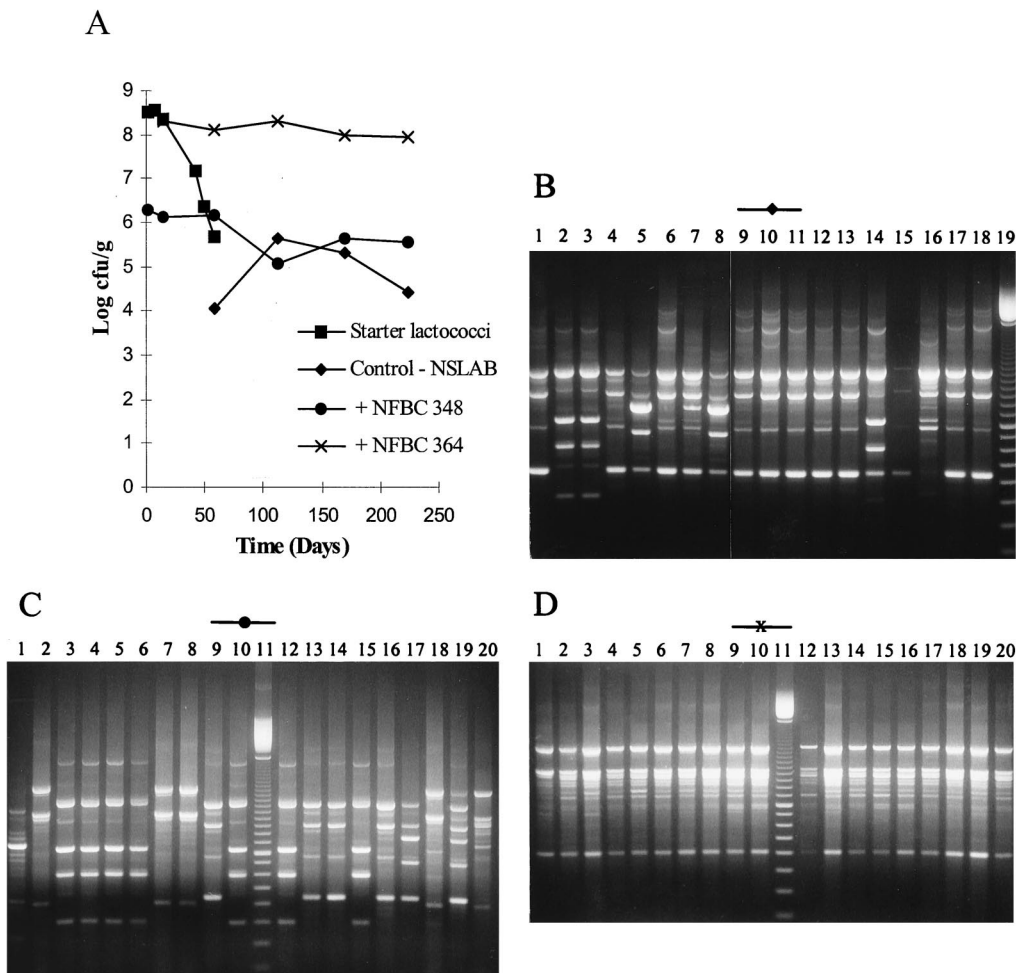 A
9
8
7
6
5
4
3
2
1
0
Log cfu/g
0 50 100 150 200 250
Time (Days)
Starter lactococci
Control - NSLAB
+ NFBC 348
+ NFBC 364
B
1 2 3 4 5 6 7 8 9 10 11 12 13 14 15 16 17 18 19
C
1 2 3 4 5 6 7 8 9 10 11 12 13 14 15 16 17 18 19 20
D
x
1 2 3 4 5 6 7 8 9 10 11 12 13 14 15 16 17 18 19 20